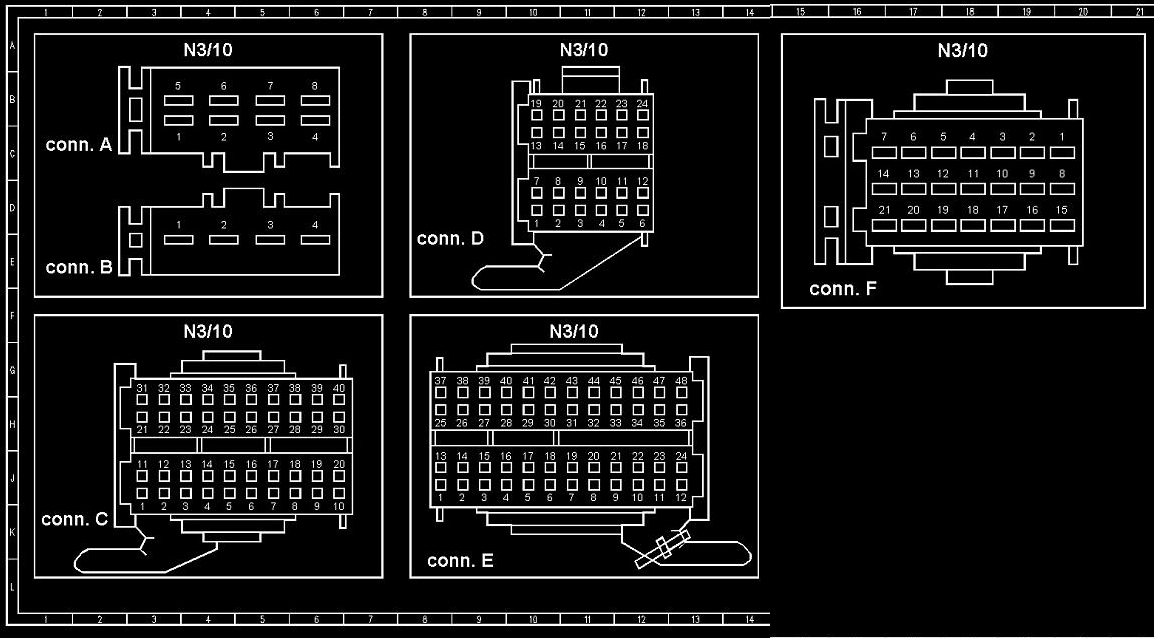 1 2 3 4 5 6 7 8 9 10 11 12 13 14 15 16 17 18 19 20 21
A
B
C
D
E
F
G
H
J
K
L
N3/10
5 6 7 8
1 2 3 4
conn. A
1 2 3 4
conn. B
N3/10
19 20 21 22 23 24
13 14 15 16 17 18
7 8 9 10 11 12
1 2 3 4 5 6
conn. D
N3/10
7 6 5 4 3 2 1
14 13 12 11 10 9 8
21 20 19 18 17 16 15
conn. F
N3/10
31 32 33 34 35 36 37 38 39 40
21 22 23 24 25 26 27 28 29 30
11 12 13 14 15 16 17 18 19 20
1 2 3 4 5 6 7 8 9 10
conn. C
N3/10
37 38 39 40 41 42 43 44 45 46 47 48
25 26 27 28 29 30 31 32 33 34 35 36
13 14 15 16 17 18 19 20 21 22 23 24
1 2 3 4 5 6 7 8 9 10 11 12
conn. E
1 2 3 4 5 6 7 8 9 10 11 12 13 14